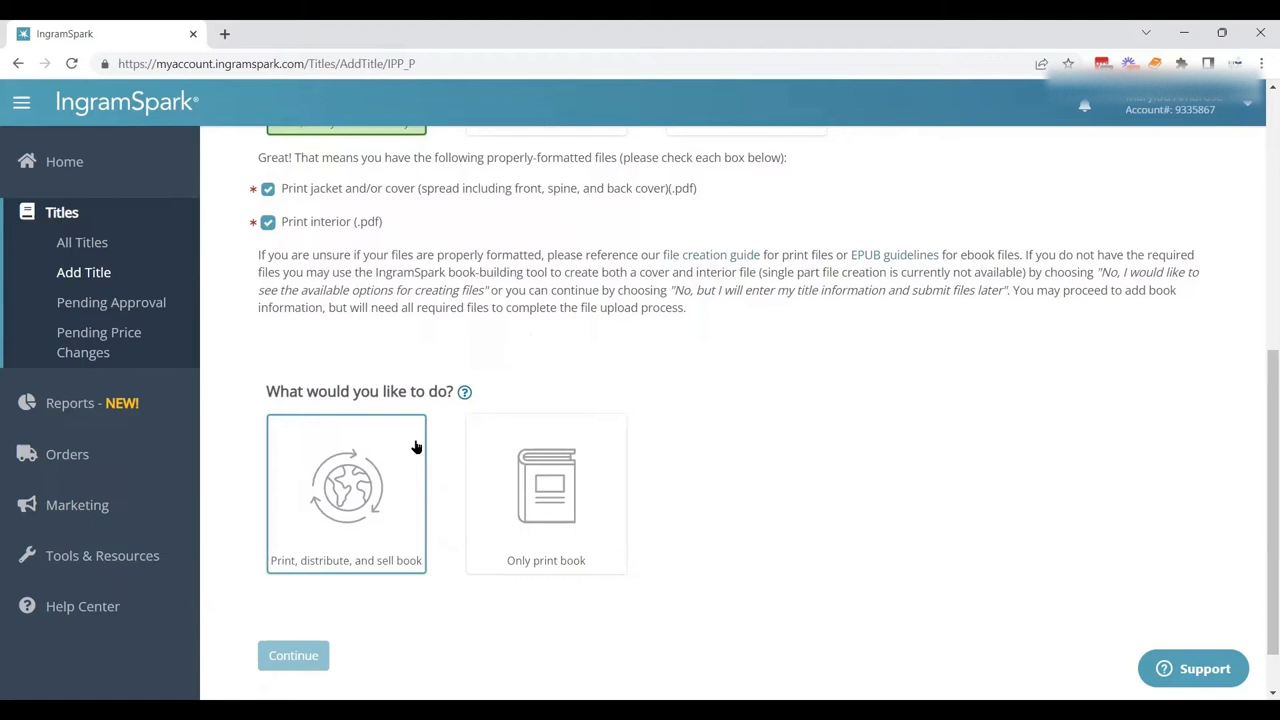 IngramSpark
https://myaccount.ingramspark.com/Titles/AddTitle/IPP_P
IngramSpark®
Account#: 9335867
Home
Titles
All Titles
Add Title
Pending Approval
Pending Price
Changes
Reports - NEW!
Orders
Marketing
Tools & Resources
Help Center
Great! That means you have the following properly-formatted files (please check each box below):
* Print jacket and/or cover (spread including front, spine, and back cover)(.pdf)
* Print interior (.pdf)
If you are unsure if your files are properly formatted, please reference our file creation guide for print files or EPUB guidelines for ebook files. If you do not have the required
files you may use the IngramSpark book-building tool to create both a cover and interior file (single part file creation is currently not available) by choosing "No, I would like to
see the available options for creating files" or you can continue by choosing "No, but I will enter my title information and submit files later". You may proceed to add book
information, but will need all required files to complete the file upload process.
What would you like to do? ?
Print, distribute, and sell book
Only print book
Continue
? Support